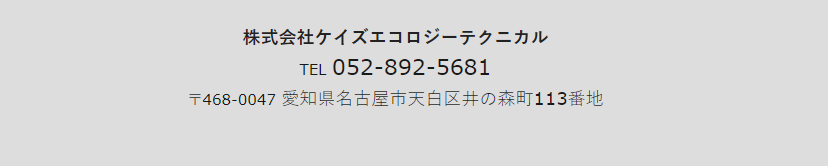 株式会社ケイズエコロジーテクニカル
TEL 052-892-5681
〒468-0047 愛知県名古屋市天白区井の森町113番地